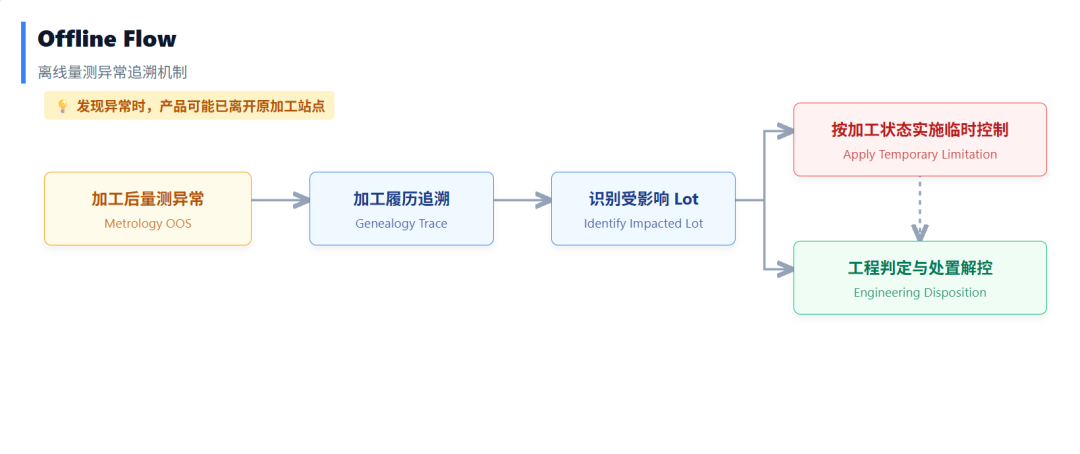 Offline Flow
离线量测异常追溯机制
💡 发现异常时，产品可能已离开原加工站点
加工后量测异常
Metrology OOS
加工履历追溯
Genealogy Trace
识别受影响 Lot
Identify Impacted Lot
按加工状态实施临时控制
Apply Temporary Limitation
工程判定与处置解控
Engineering Disposition